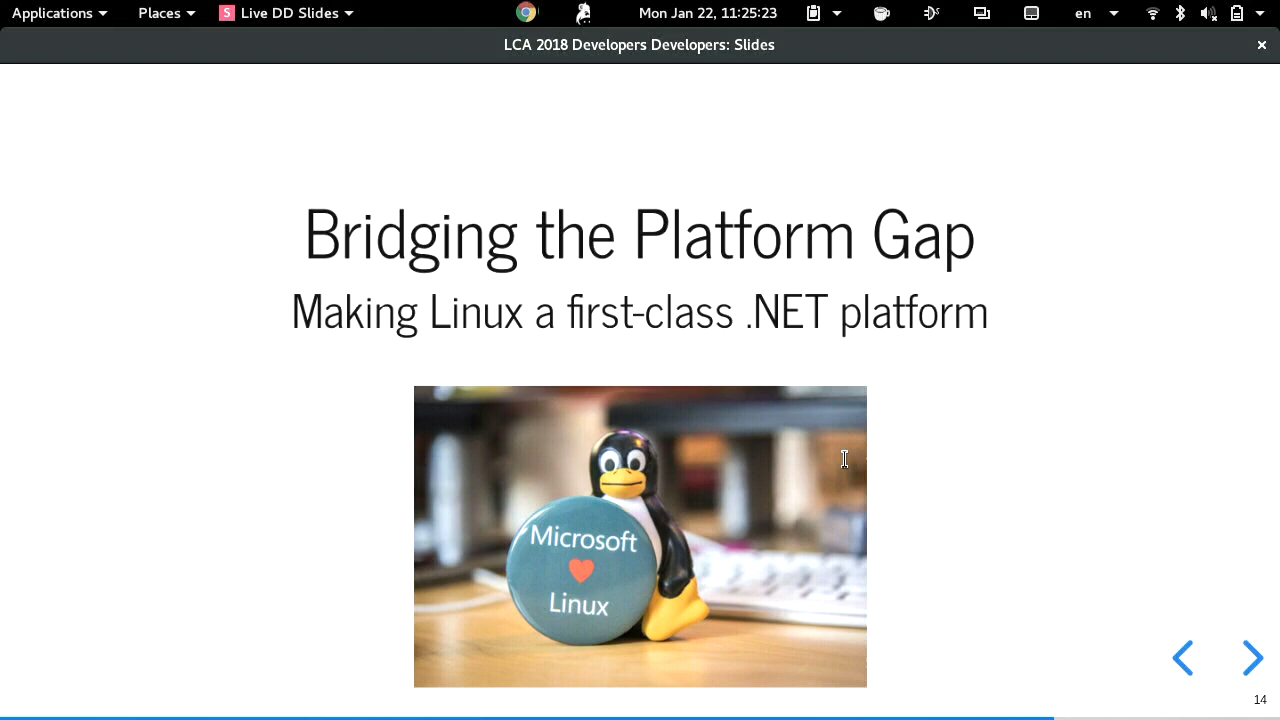 Applications Places S Live DD Slides Mon Jan 22, 11:25:23 en
LCA 2018 Developers Developers: Slides
Bridging the Platform Gap
Making Linux a first-class .NET platform
Microsoft
Linux
14